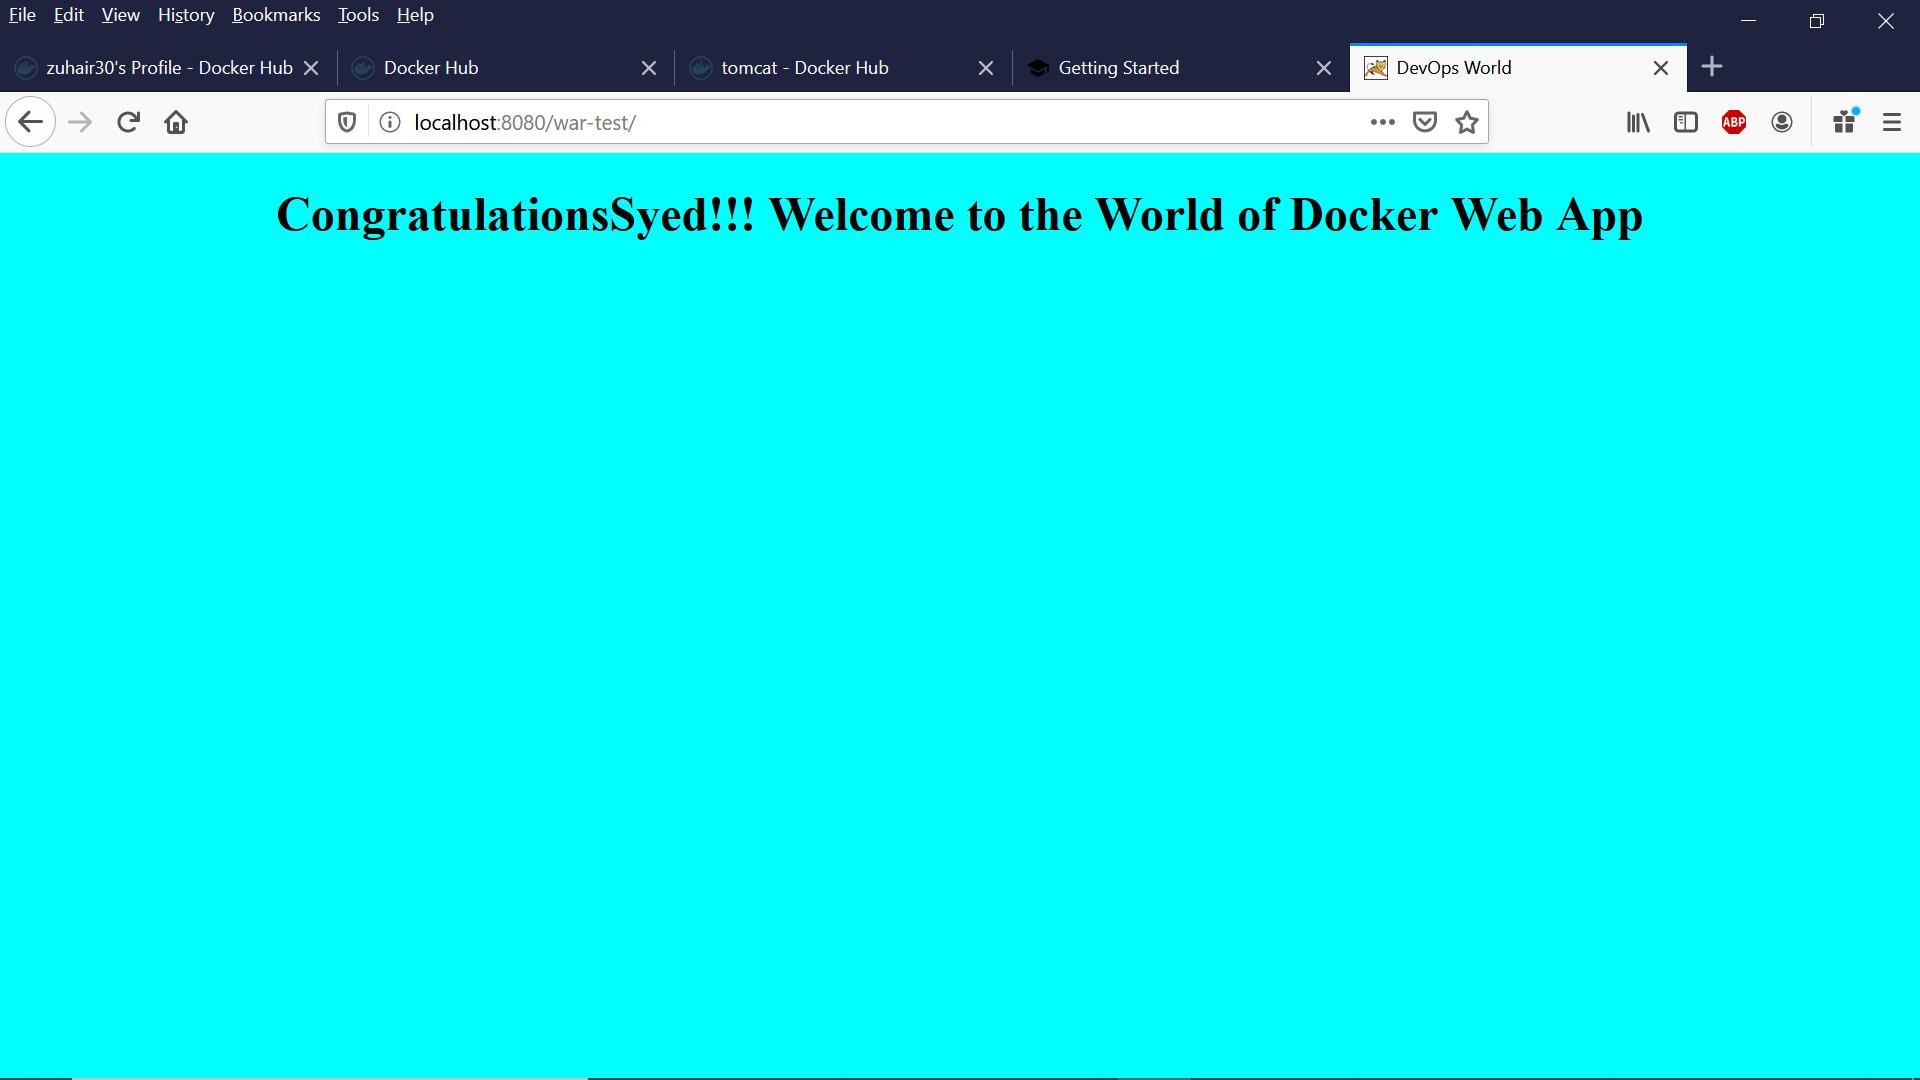 File Edit View History Bookmarks Tools Help
zuhair30's Profile - Docker Hub Docker Hub tomcat - Docker Hub Getting Started DevOps World
localhost:8080/war-test/ ABP
CongratulationsSyed!!! Welcome to the World of Docker Web App